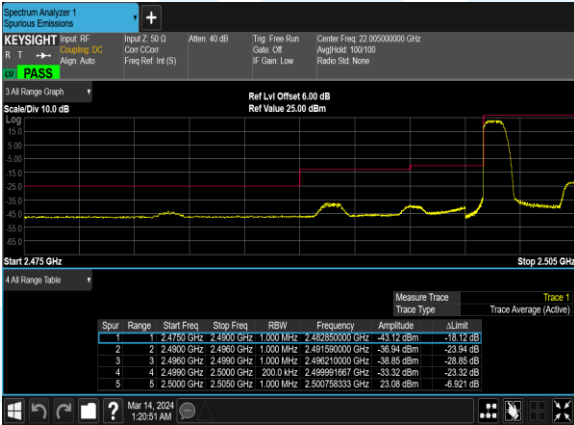 Spectrum Analyzer 1
Spurious Emissions
+
KEYSIGHT Input: RF Input Z: 50 Ω Atten: 40 dB Trig: Free Run Center Freq: 22.005000000 GHz
R T Coupling: DC Corr CCorr Gate: Off Avg|Hold: 100/100
Align: Auto Freq Ref: Int (S) IF Gain: Low Radio Std: None
PASS
3 All Range Graph
Ref Lvl Offset 6.00 dB
Scale/Div 10.0 dB Ref Value 25.00 dBm
Log
15.0
5.00
-5.00
-15.0
-25.0
-35.0
-45.0
-55.0
-65.0
Start 2.475 GHz Stop 2.505 GHz
4 All Range Table
Measure Trace Trace 1
Trace Type Trace Average (Active)
Spur Range Start Freq Stop Freq RBW Frequency Amplitude ΔLimit
1 1 2.4750 GHz 2.4900 GHz 1.000 MHz 2.482850000 GHz -43.12 dBm -18.12 dB
2 2 2.4900 GHz 2.4960 GHz 1.000 MHz 2.491590000 GHz -36.94 dBm -23.94 dB
3 3 2.4960 GHz 2.4990 GHz 1.000 MHz 2.496210000 GHz -38.85 dBm -28.85 dB
4 4 2.4990 GHz 2.5000 GHz 200.0 kHz 2.499991667 GHz -33.32 dBm -23.32 dB
5 5 2.5000 GHz 2.5050 GHz 1.000 MHz 2.500758333 GHz 23.08 dBm -6.921 dB
?
Mar 14, 2024
1:20:51 AM